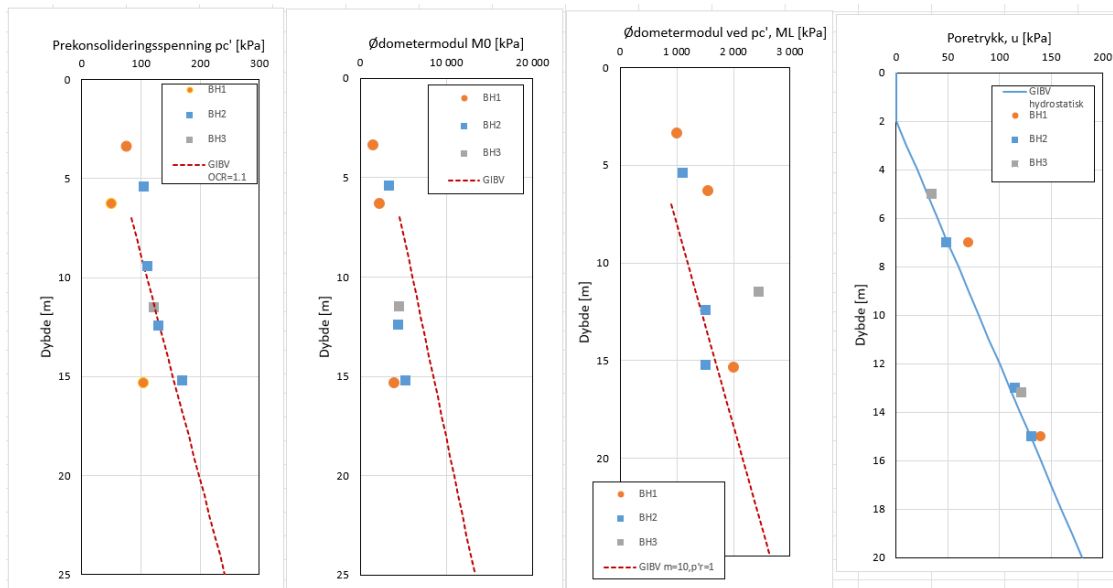 Prekonsolideringsspenning pc' [kPa]
0 100 200 300
0
5
10
15
20
25
Dybde [m]
BH1
BH2
BH3
GIBV
OCR=1.1
Ødometermodul M0 [kPa]
0 10 000 20 000
0
5
10
15
20
25
Dybde [m]
BH1
BH2
BH3
GIBV
Ødometermodul ved pc', ML [kPa]
0 1 000 2 000 3 000
0
5
10
15
20
Dybde [m]
BH1
BH2
BH3
GIBV m=10,p'r=1
Poretrykk, u [kPa]
0 50 100 150 200
0
2
4
6
8
10
12
14
16
18
20
Dybde [m]
GIBV
hydrostatisk
BH1
BH2
BH3